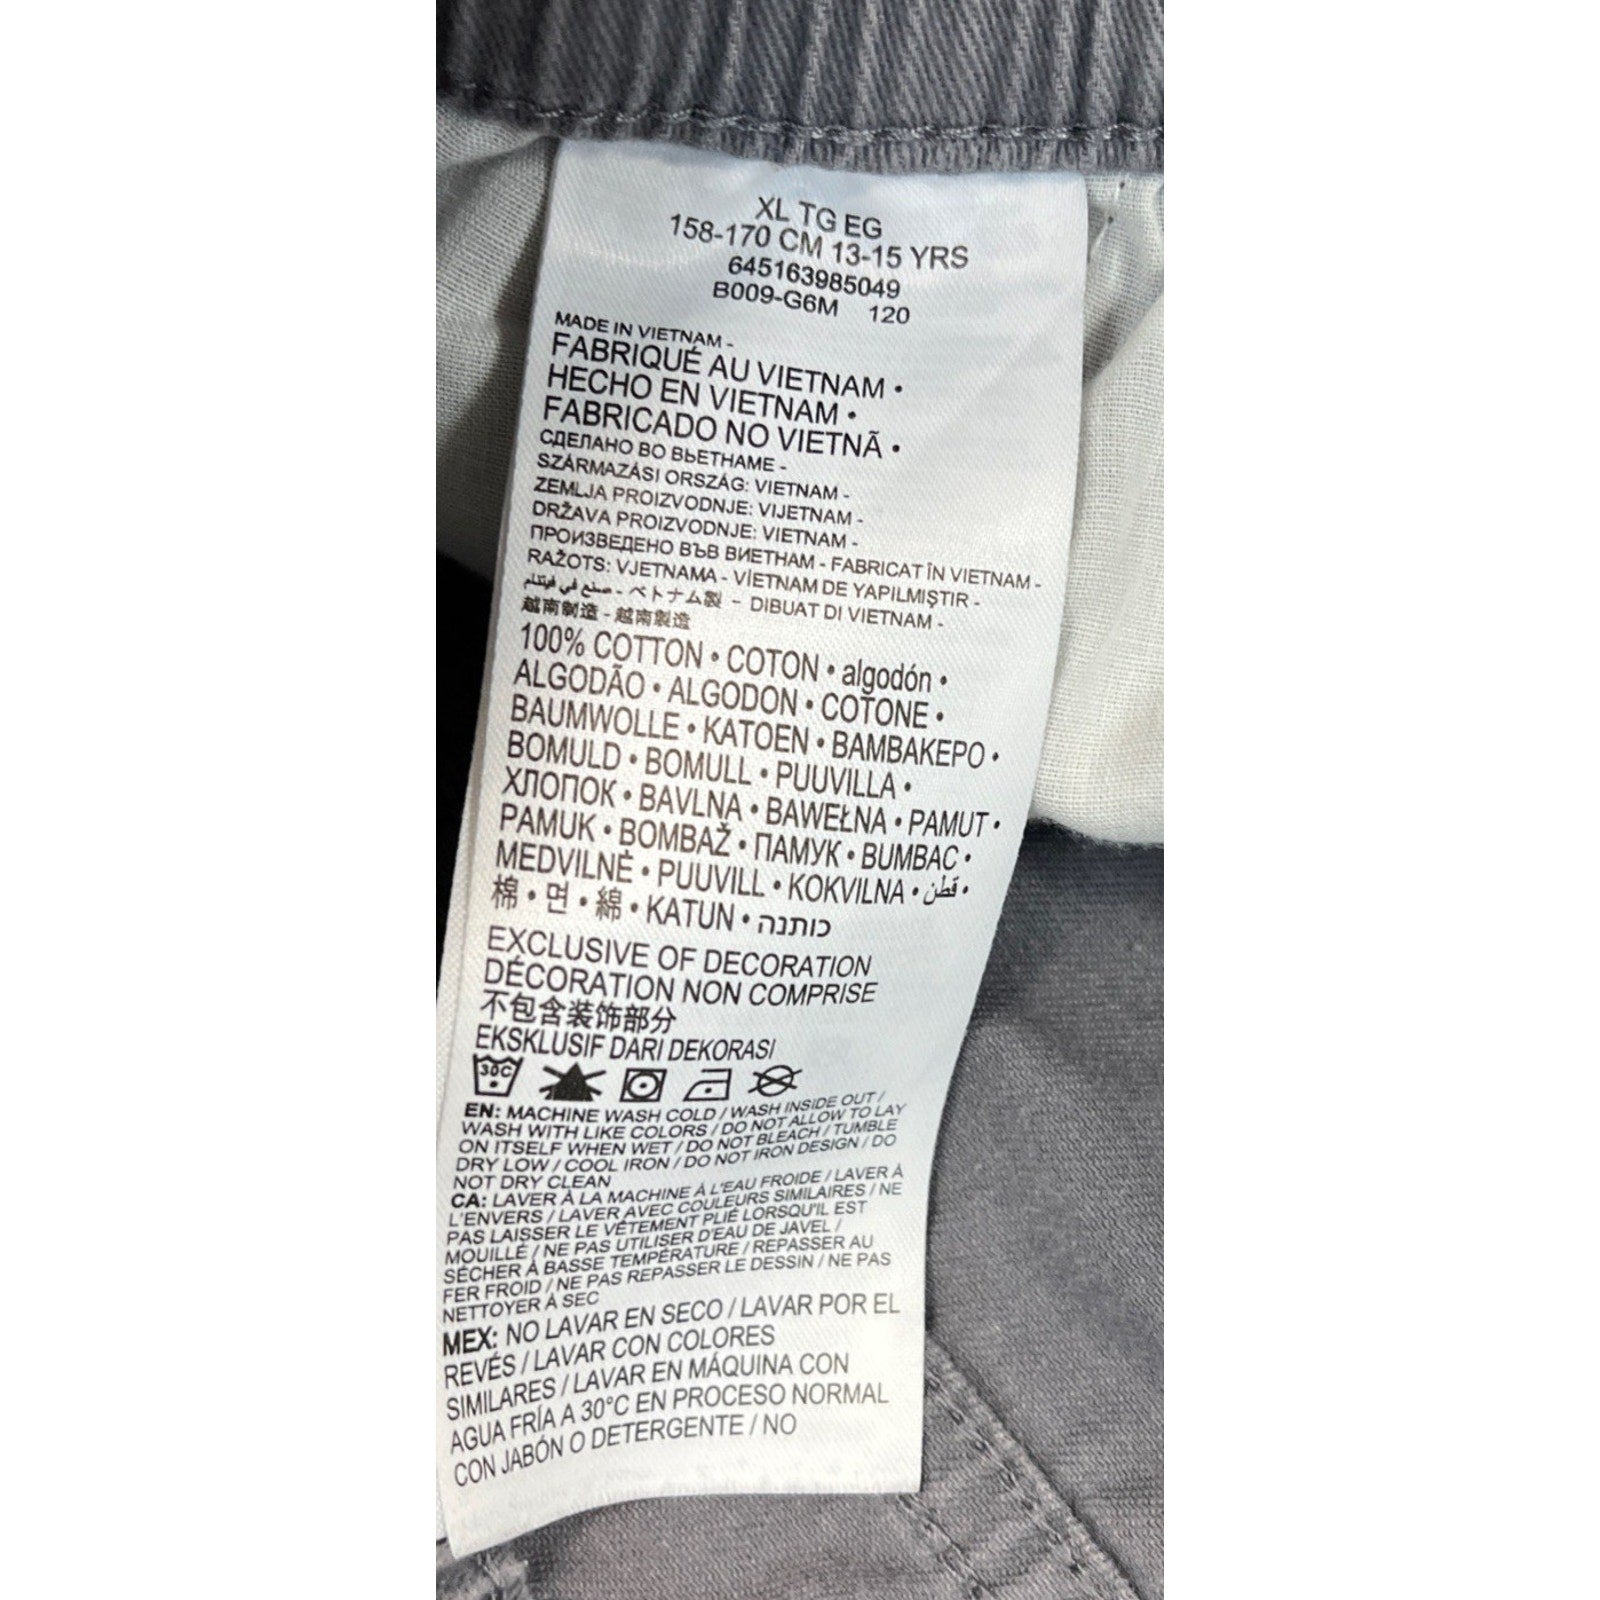 XL TG EG
158-170 CM 13-15 YRS
645163985049
B009-G6M 120
MADE IN VIETNAM -
FABRIQUÉ AU VIETNAM •
HECHO EN VIETNAM •
FABRICADO NO VIETNÃ •
СДЕЛАНО ВО ВЬЕТНАМЕ -
SZÁRMAZÁSI ORSZÁG: VIETNAM -
ZEMLJA PROIZVODNJE: VIJETNAM -
DRŽAVA PROIZVODNJE: VIETNAM -
ПРОИЗВЕДЕНО ВЪВ ВИЕТНАМ - FABRICAT ÎN VIETNAM -
RAŽOTS: VJETNAMA - VİETNAM DE YAPILMIŞTIR -
صنع في فيتنام - ベトナム製 - DIBUAT DI VIETNAM -
越南制造 - 越南製造
100% COTTON • COTON • algodón •
ALGODÃO • ALGODON • COTONE •
BAUMWOLLE • KATOEN • ΒΑΜΒΑΚΕΡΟ •
BOMULD • BOMULL • PUUVILLA •
ХЛОПОК • BAVLNA • BAWEŁNA • PAMUT •
PAMUK • BOMBAŽ • ПАМУК • BUMBAC •
MEDVILNĖ • PUUVILL • KOKVILNA • قطن •
棉 • 면 • 綿 • KATUN • כותנה
EXCLUSIVE OF DECORATION
DÉCORATION NON COMPRISE
不包含装饰部分
EKSKLUSIF DARI DEKORASI
30C
EN: MACHINE WASH COLD / WASH INSIDE OUT /
WASH WITH LIKE COLORS / DO NOT ALLOW TO LAY
ON ITSELF WHEN WET / DO NOT BLEACH / TUMBLE
DRY LOW / COOL IRON / DO NOT IRON DESIGN / DO
NOT DRY CLEAN
CA: LAVER À LA MACHINE À L'EAU FROIDE / LAVER À
L'ENVERS / LAVER AVEC COULEURS SIMILAIRES / NE
PAS LAISSER LE VÊTEMENT PLIÉ LORSQU'IL EST
MOUILLÉ / NE PAS UTILISER D'EAU DE JAVEL /
SÉCHER À BASSE TEMPÉRATURE / REPASSER AU
FER FROID / NE PAS REPASSER LE DESSIN / NE PAS
NETTOYER À SEC
MEX: NO LAVAR EN SECO / LAVAR POR EL
REVÉS / LAVAR CON COLORES
SIMILARES / LAVAR EN MÁQUINA CON
AGUA FRÍA A 30°C EN PROCESO NORMAL
CON JABÓN O DETERGENTE / NO